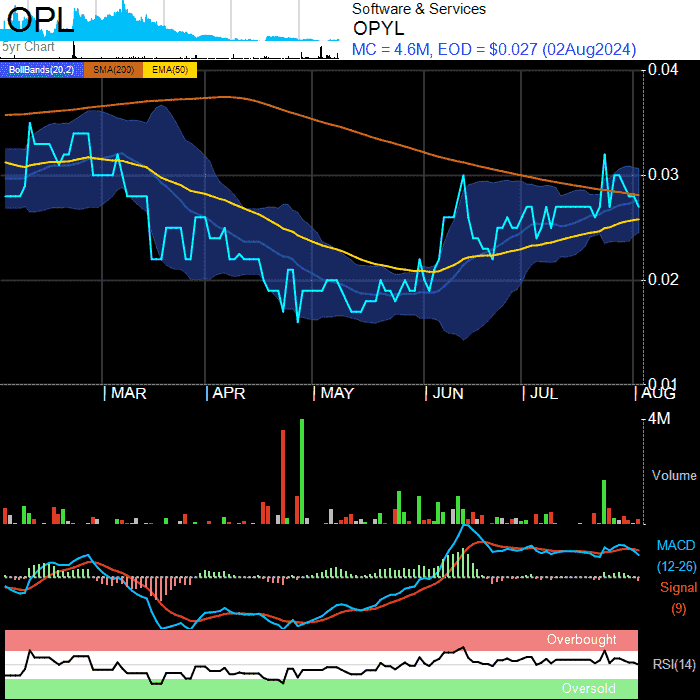 OPL
5yr Chart
Software & Services
OPYL
MC = 4.6M, EOD = $0.027 (02Aug2024)
BollBands(20,2) SMA(200) EMA(50)
0.04
0.03
0.02
0.01
MAR APR MAY JUN JUL AUG
4M
Volume
MACD
(12-26)
Signal
(9)
Overbought
RSI(14)
Oversold